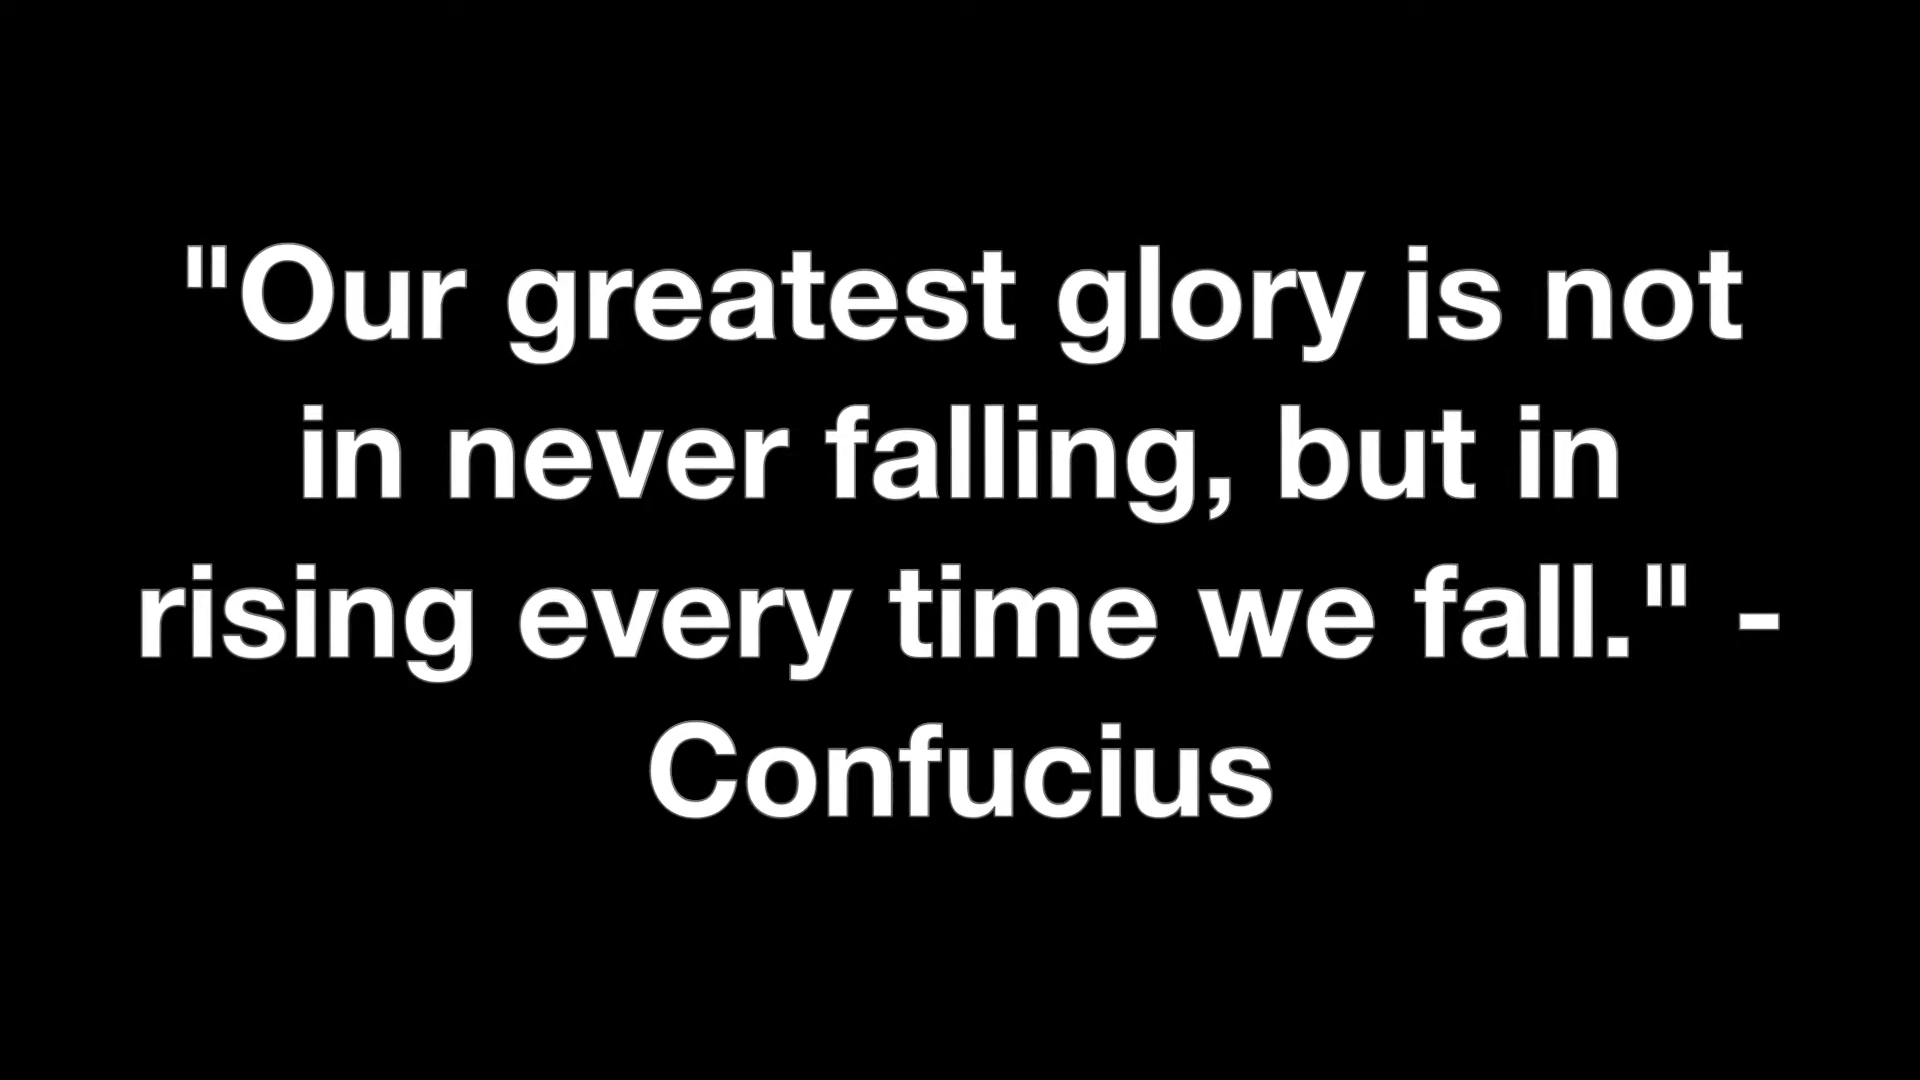 "Our greatest glory is not
in never falling, but in
rising every time we fall." -
Confucius